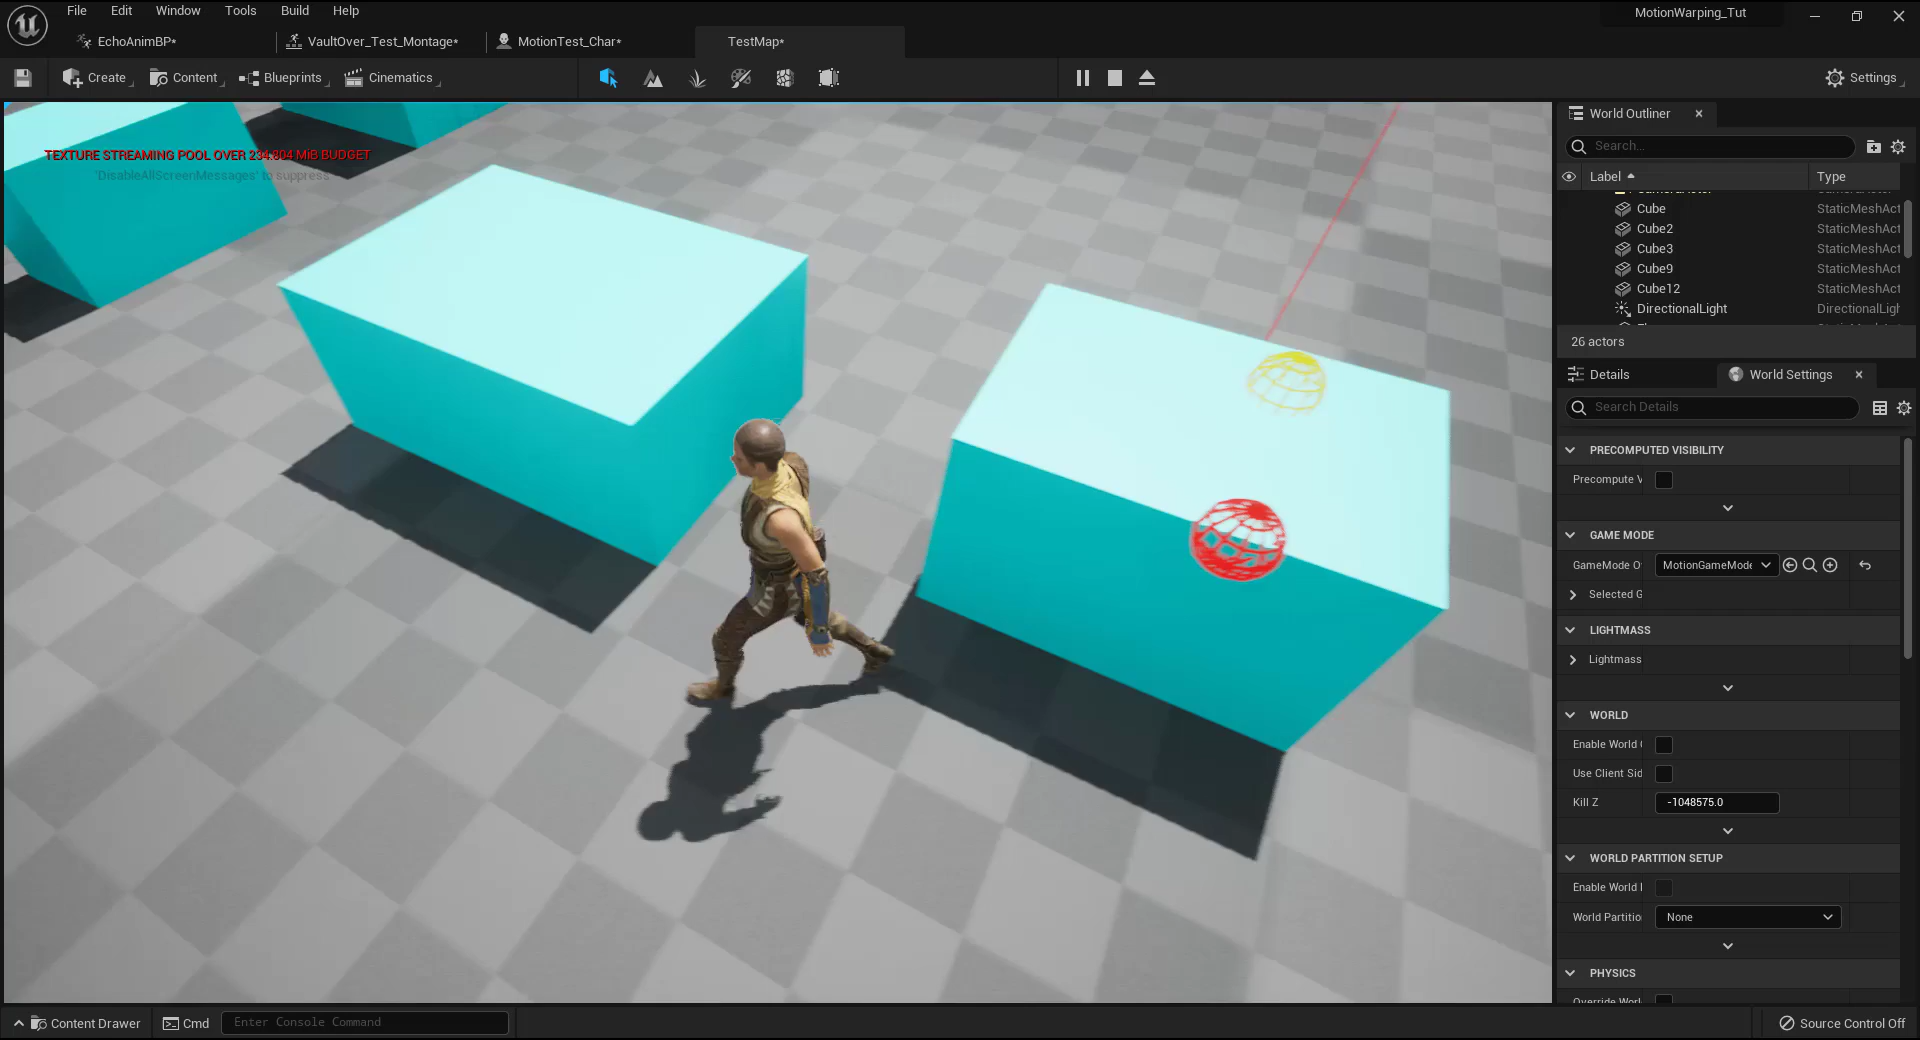 File Edit Window Tools Build Help
MotionWarping_Tut
EchoAnimBP*
VaultOver_Test_Montage*
MotionTest_Char*
TestMap*
Create
Content
Blueprints
Cinematics
Settings
TEXTURE STREAMING POOL OVER 234.804 MiB BUDGET
'DisableAllScreenMessages' to suppress
World Outliner
Search...
Label
Type
Cube StaticMeshAct
Cube2 StaticMeshAct
Cube3 StaticMeshAct
Cube9 StaticMeshAct
Cube12 StaticMeshAct
DirectionalLight DirectionalLigh
26 actors
Details
World Settings
Search Details
PRECOMPUTED VISIBILITY
Precompute V
GAME MODE
GameMode O MotionGameMode
Selected G
LIGHTMASS
Lightmass
WORLD
Enable World
Use Client Sid
Kill Z -1048575.0
WORLD PARTITION SETUP
Enable World
World Partitio None
PHYSICS
Override Worl
Content Drawer
Cmd
Enter Console Command
Source Control Off